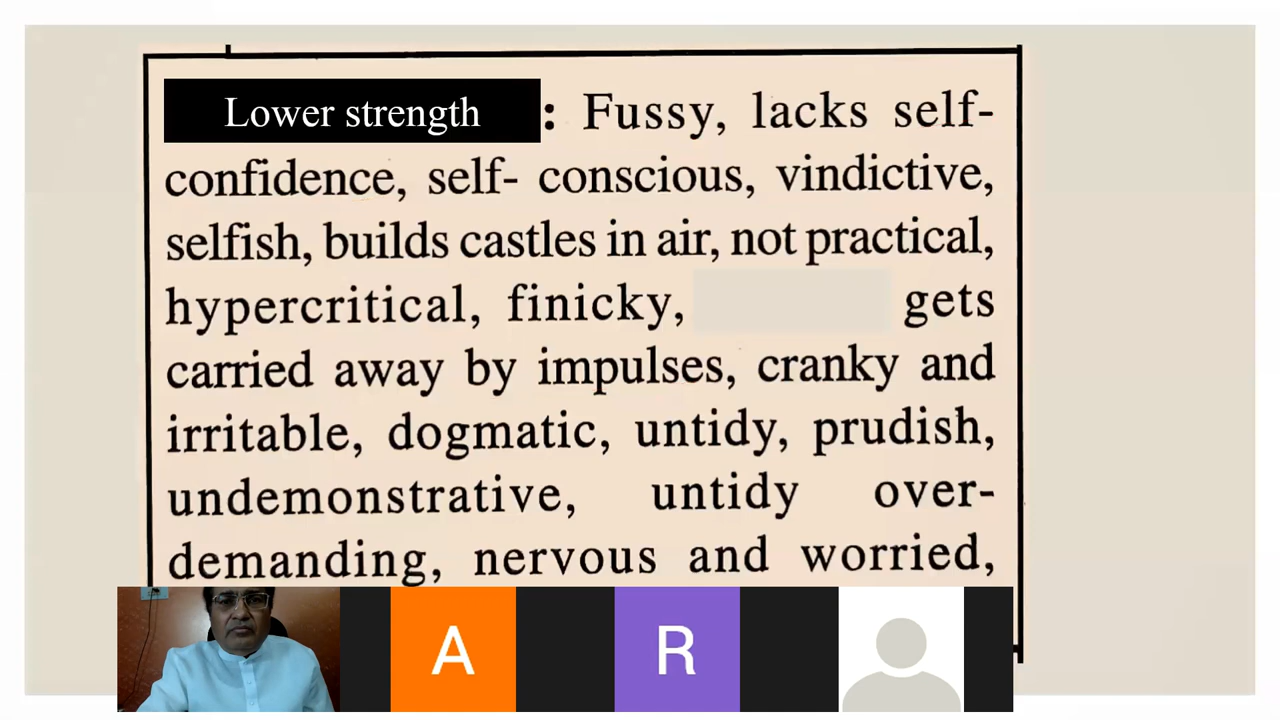 Lower strength : Fussy, lacks self-
confidence, self- conscious, vindictive,
selfish, builds castles in air, not practical,
hypercritical, finicky, gets
carried away by impulses, cranky and
irritable, dogmatic, untidy, prudish,
undemonstrative, untidy over-
demanding, nervous and worried,
A R